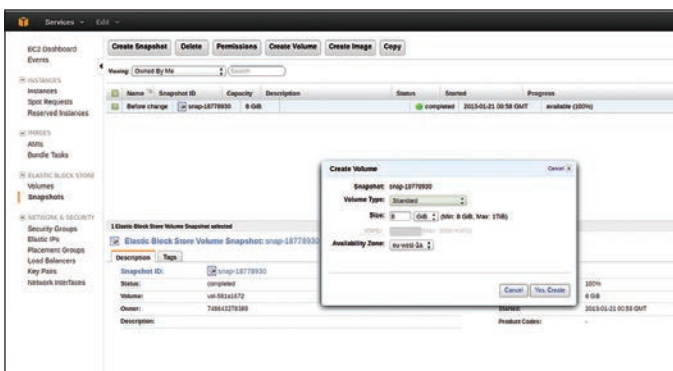 Services Edit
EC2 Dashboard
Events
INSTANCES
Instances
Spot Requests
Reserved Instances
IMAGES
AMIs
Bundle Tasks
ELASTIC BLOCK STORE
Volumes
Snapshots
NETWORK & SECURITY
Security Groups
Elastic IPs
Placement Groups
Load Balancers
Key Pairs
Network Interfaces
Create Snapshot Delete Permissions Create Volume Create Image Copy
Viewing: Owned By Me Search
Name Snapshot ID Capacity Description Status Started Progress
Before change snap-18778930 8 GiB completed 2013-01-21 00:58 GMT available (100%)
Create Volume Cancel X
Snapshot: snap-18778930
Volume Type: Standard
Size: 8 GiB (Min: 8 GiB, Max: 1TiB)
Availability Zone: eu-west-1a
Cancel Yes, Create
1 Elastic Block Store Volume Snapshot selected
Elastic Block Store Volume Snapshot: snap-18778930
Description Tags
Snapshot ID: snap-18778930
Status: completed 100%
Volume: 8 GiB
Owner: Started:
Description: Product Codes: -